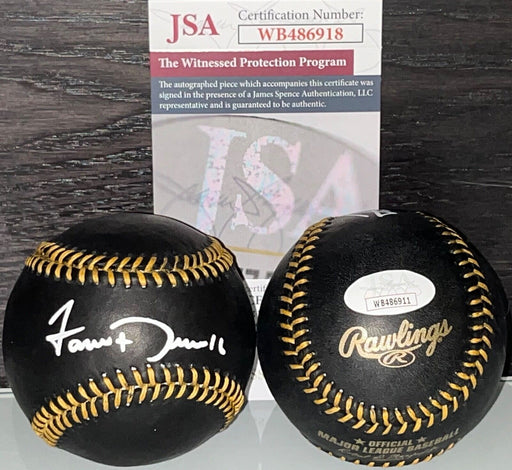 JSA
Certification Number:
WB486918
The Witnessed Protection Program
The autographed piece which accompanies this certificate was
signed in the presence of a James Spence Authentication, LLC
representative and is guaranteed to be authentic.
JSA
WB486911
Rawlings
R
OFFICIAL
MAJOR LEAGUE BASEBALL